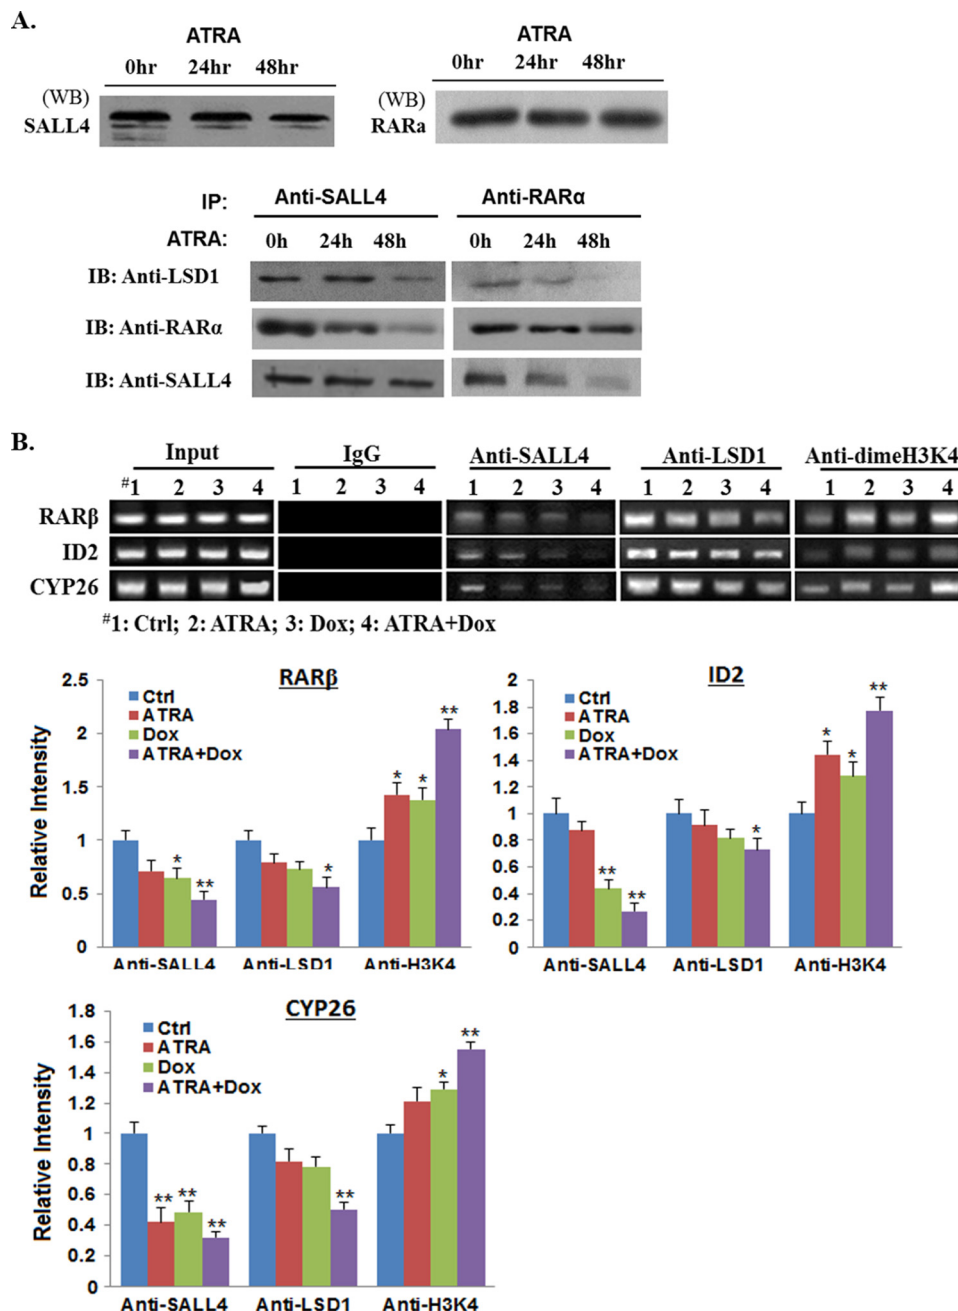 A.
ATRA
0hr 24hr 48hr
(WB)
SALL4
ATRA
0hr 24hr 48hr
(WB)
RARa
IP: Anti-SALL4 Anti-RARα
ATRA: 0h 24h 48h 0h 24h 48h
IB: Anti-LSD1
IB: Anti-RARα
IB: Anti-SALL4
B.
Input IgG Anti-SALL4 Anti-LSD1 Anti-dimeH3K4
#1 2 3 4 1 2 3 4 1 2 3 4 1 2 3 4 1 2 3 4
RARβ
ID2
CYP26
#1: Ctrl; 2: ATRA; 3: Dox; 4: ATRA+Dox
RARβ
Relative Intensity
2.5
2
1.5
1
0.5
0
Ctrl
ATRA
Dox
ATRA+Dox
* ** * * * **
Anti-SALL4 Anti-LSD1 Anti-H3K4
ID2
Relative Intensity
2
1.8
1.6
1.4
1.2
1
0.8
0.6
0.4
0.2
0
Ctrl
ATRA
Dox
ATRA+Dox
** ** * * * **
Anti-SALL4 Anti-LSD1 Anti-H3K4
CYP26
Relative Intensity
1.8
1.6
1.4
1.2
1
0.8
0.6
0.4
0.2
0
Ctrl
ATRA
Dox
ATRA+Dox
** ** ** ** * **
Anti-SALL4 Anti-LSD1 Anti-H3K4